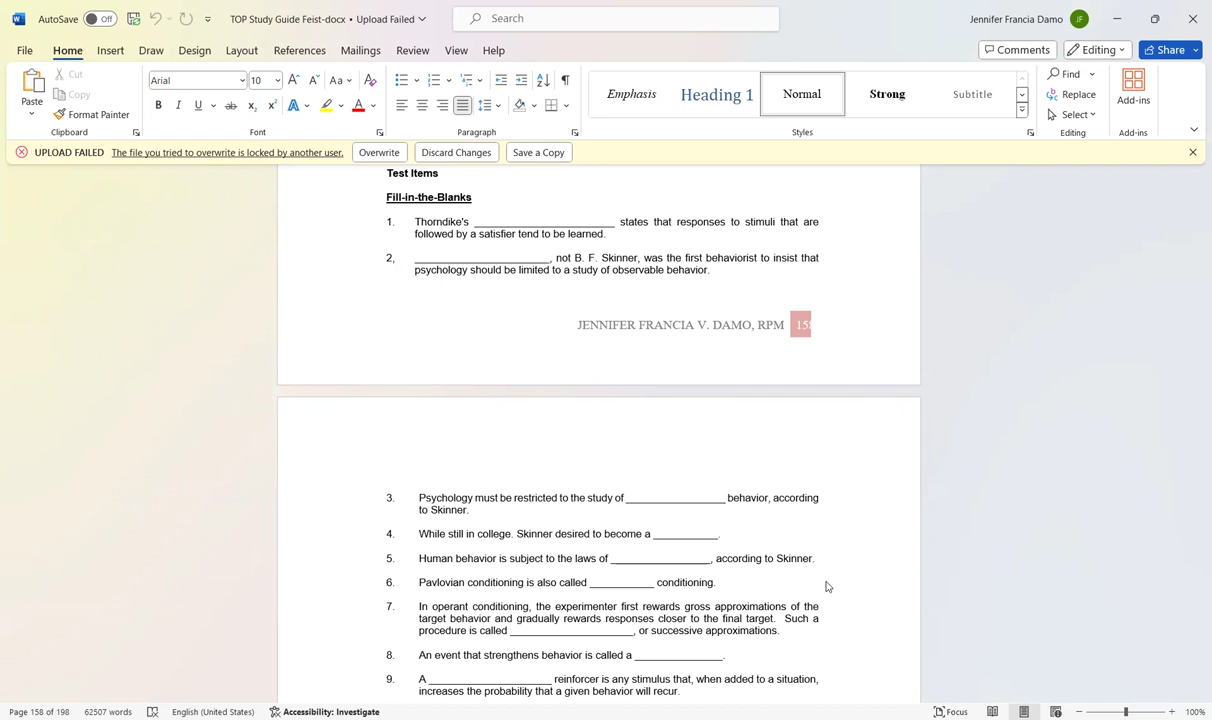 AutoSave Off
TOP Study Guide Feist-docx • Upload Failed
Search
Jennifer Francia Damo
JF
File Home Insert Draw Design Layout References Mailings Review View Help
Comments Editing Share
Paste
Cut
Copy
Format Painter
Clipboard
Arial 10
Aa
B I U ab x₂ x² A A
Font
Paragraph
Emphasis Heading 1 Normal Strong Subtitle
Styles
Find
Replace
Select
Editing
Add-ins
Add-ins
UPLOAD FAILED The file you tried to overwrite is locked by another user. Overwrite Discard Changes Save a Copy
Test Items
Fill-in-the-Blanks
1. Thorndike's ______________________ states that responses to stimuli that are
followed by a satisfier tend to be learned.
2, _____________________, not B. F. Skinner, was the first behaviorist to insist that
psychology should be limited to a study of observable behavior.
JENNIFER FRANCIA V. DAMO, RPM 158
3. Psychology must be restricted to the study of ________________ behavior, according
to Skinner.
4. While still in college. Skinner desired to become a __________.
5. Human behavior is subject to the laws of ________________, according to Skinner.
6. Pavlovian conditioning is also called __________ conditioning.
7. In operant conditioning, the experimenter first rewards gross approximations of the
target behavior and gradually rewards responses closer to the final target. Such a
procedure is called ____________________, or successive approximations.
8. An event that strengthens behavior is called a ______________.
9. A ____________________ reinforcer is any stimulus that, when added to a situation,
increases the probability that a given behavior will recur.
Page 158 of 198 62507 words English (United States) Accessibility: Investigate Focus 100%